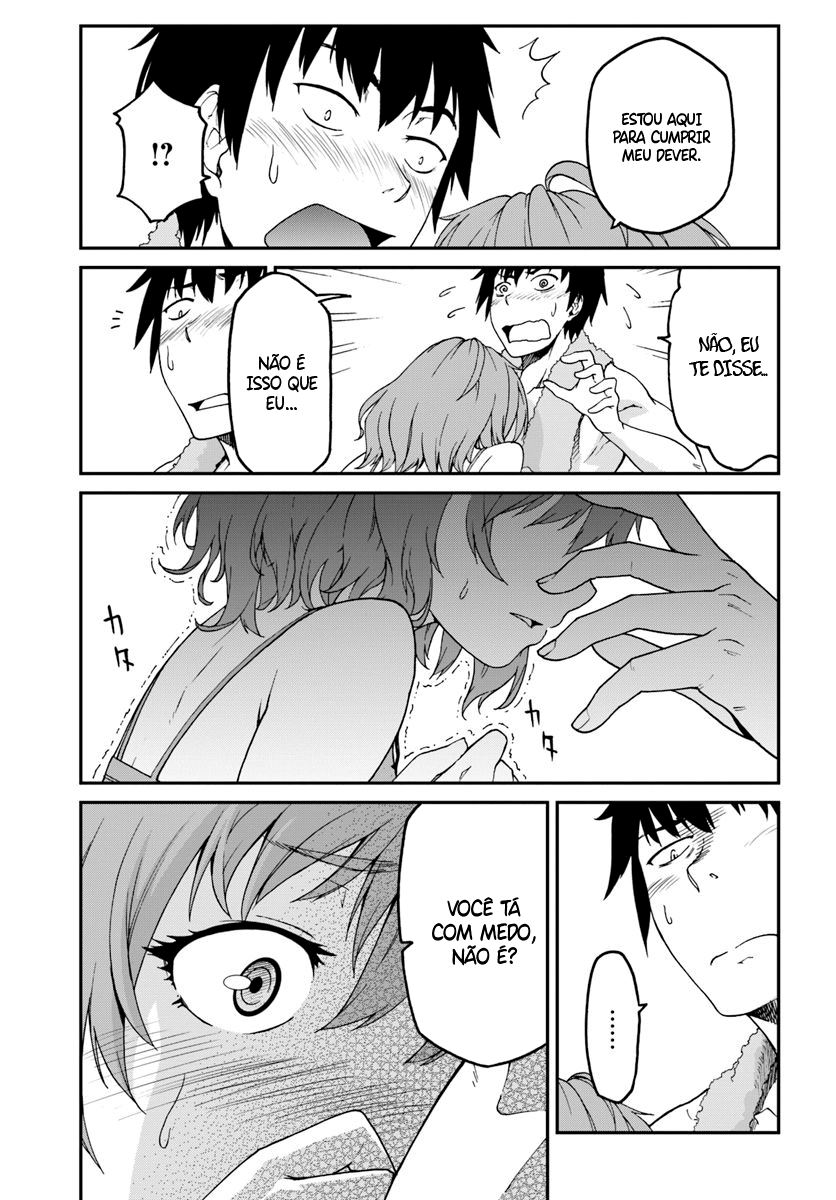 ESTOU AQUI
PARA CUMPRIR
MEU DEVER.
!?
NÃO, EU
TE DISSE...
NÃO É
ISSO QUE
EU...
カタ
カタ
......
VOCÊ TÁ
COM MEDO,
NÃO É?